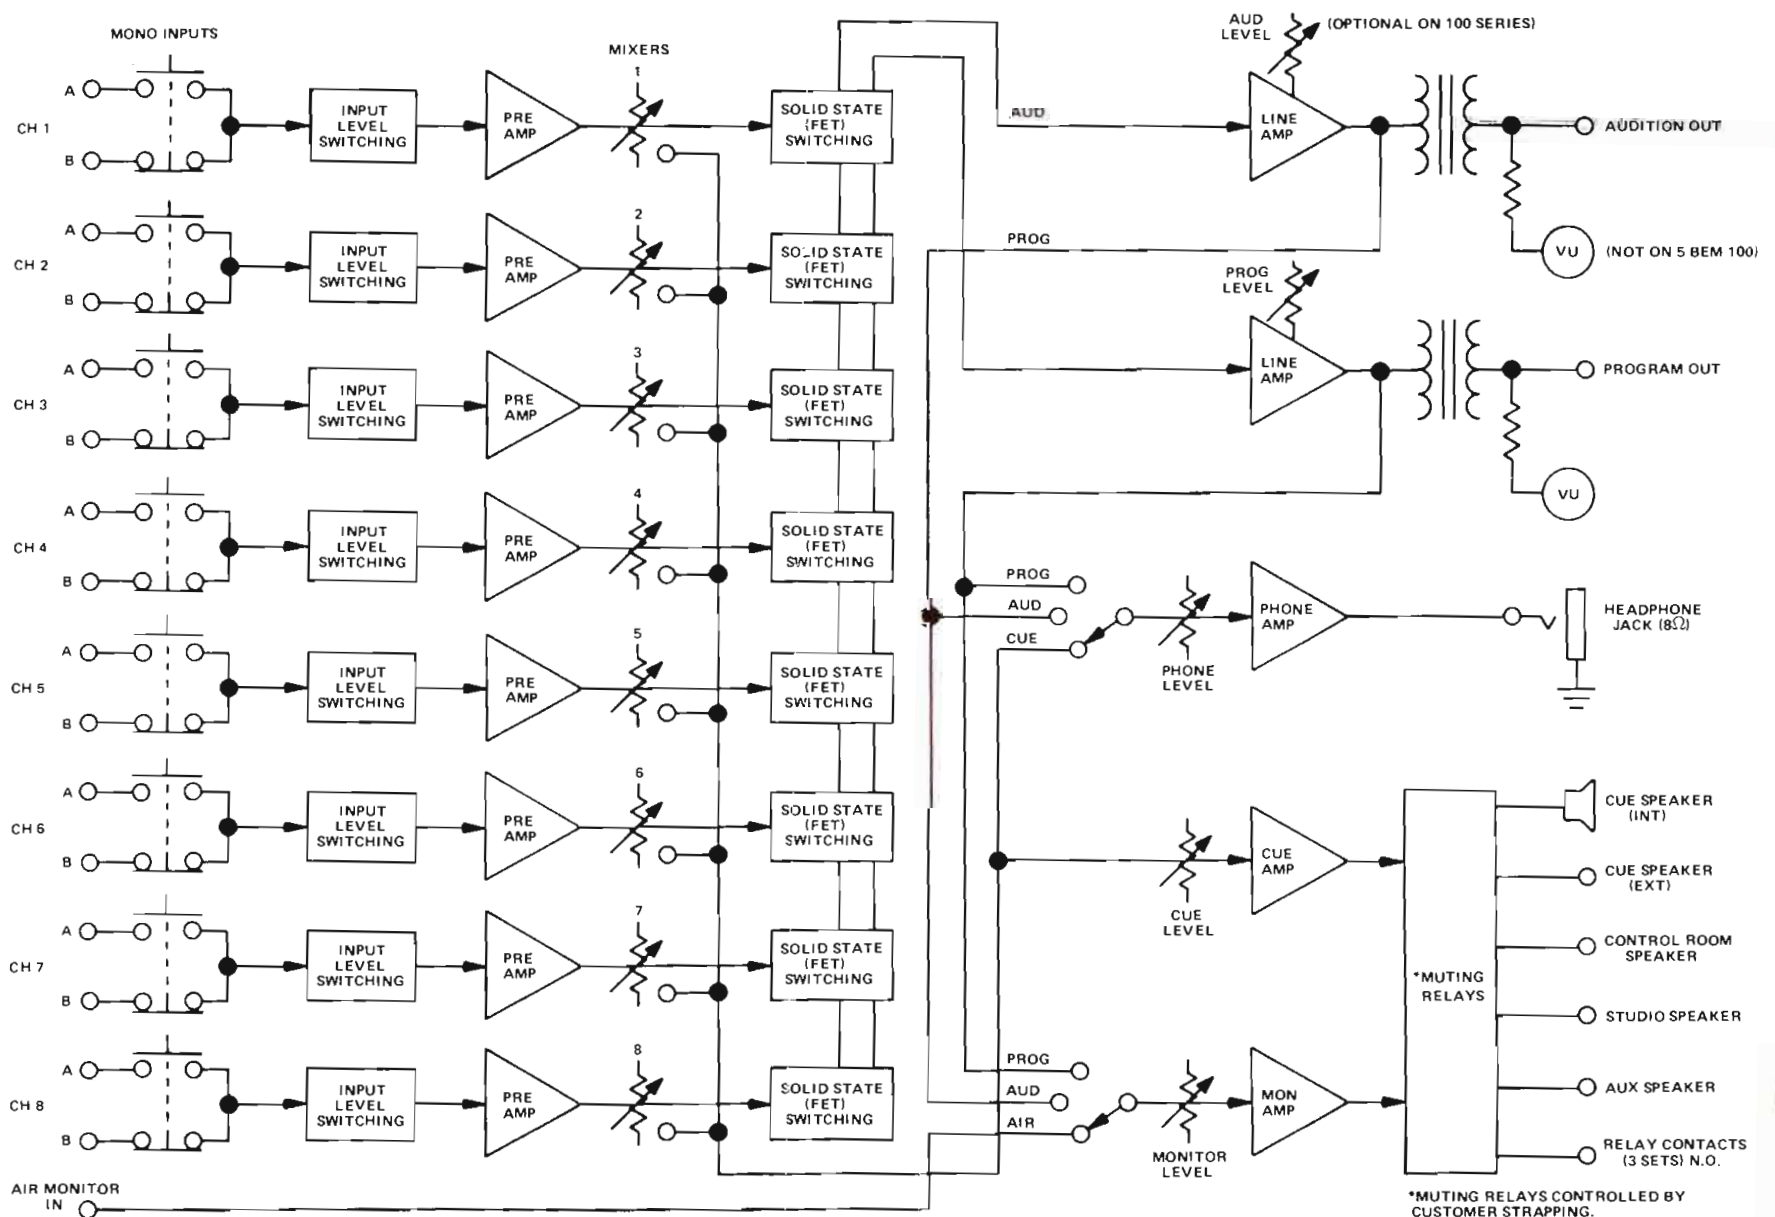 MONO INPUTS
MIXERS
AUD
LEVEL
(OPTIONAL ON 100 SERIES)
CH 1
A
B
INPUT
LEVEL
SWITCHING
PRE
AMP
1
SOLID STATE
(FET)
SWITCHING
AUD
LINE
AMP
AUDITION OUT
CH 2
A
B
INPUT
LEVEL
SWITCHING
PRE
AMP
2
SOLID STATE
(FET)
SWITCHING
PROG
VU
(NOT ON 5 BEM 100)
PROG
LEVEL
CH 3
A
B
INPUT
LEVEL
SWITCHING
PRE
AMP
3
SOLID STATE
(FET)
SWITCHING
LINE
AMP
PROGRAM OUT
VU
CH 4
A
B
INPUT
LEVEL
SWITCHING
PRE
AMP
4
SOLID STATE
(FET)
SWITCHING
PROG
AUD
CUE
PHONE
LEVEL
PHONE
AMP
HEADPHONE
JACK (8Ω)
CH 5
A
B
INPUT
LEVEL
SWITCHING
PRE
AMP
5
SOLID STATE
(FET)
SWITCHING
CH 6
A
B
INPUT
LEVEL
SWITCHING
PRE
AMP
6
SOLID STATE
(FET)
SWITCHING
CUE
LEVEL
CUE
AMP
CUE SPEAKER
(INT)
CUE SPEAKER
(EXT)
CH 7
A
B
INPUT
LEVEL
SWITCHING
PRE
AMP
7
SOLID STATE
(FET)
SWITCHING
*MUTING
RELAYS
CONTROL ROOM
SPEAKER
STUDIO SPEAKER
CH 8
A
B
INPUT
LEVEL
SWITCHING
PRE
AMP
8
SOLID STATE
(FET)
SWITCHING
PROG
AUD
AIR
MONITOR
LEVEL
MON
AMP
AUX SPEAKER
RELAY CONTACTS
(3 SETS) N.O.
AIR MONITOR
IN
*MUTING RELAYS CONTROLLED BY
CUSTOMER STRAPPING.